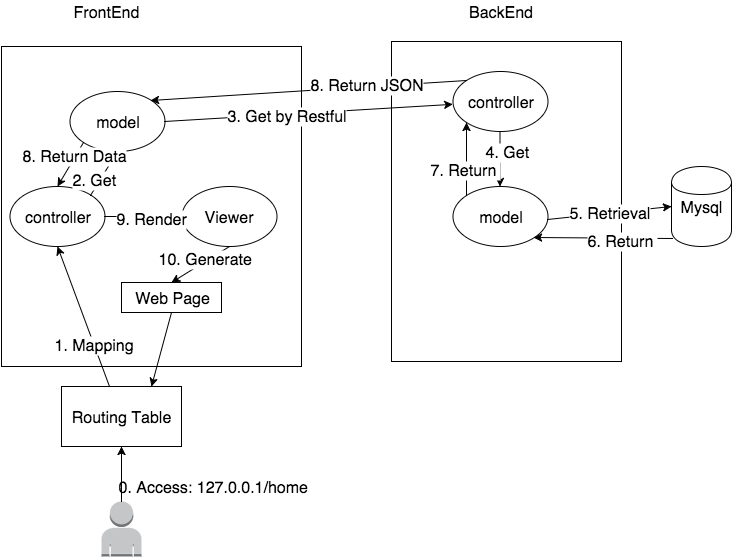 FrontEnd
BackEnd
8. Return JSON
controller
model
3. Get by Restful
8. Return Data
4. Get
7. Return
2. Get
controller
9. Render
Viewer
model
5. Retrieval
Mysql
6. Return
10. Generate
Web Page
1. Mapping
Routing Table
0. Access: 127.0.0.1/home